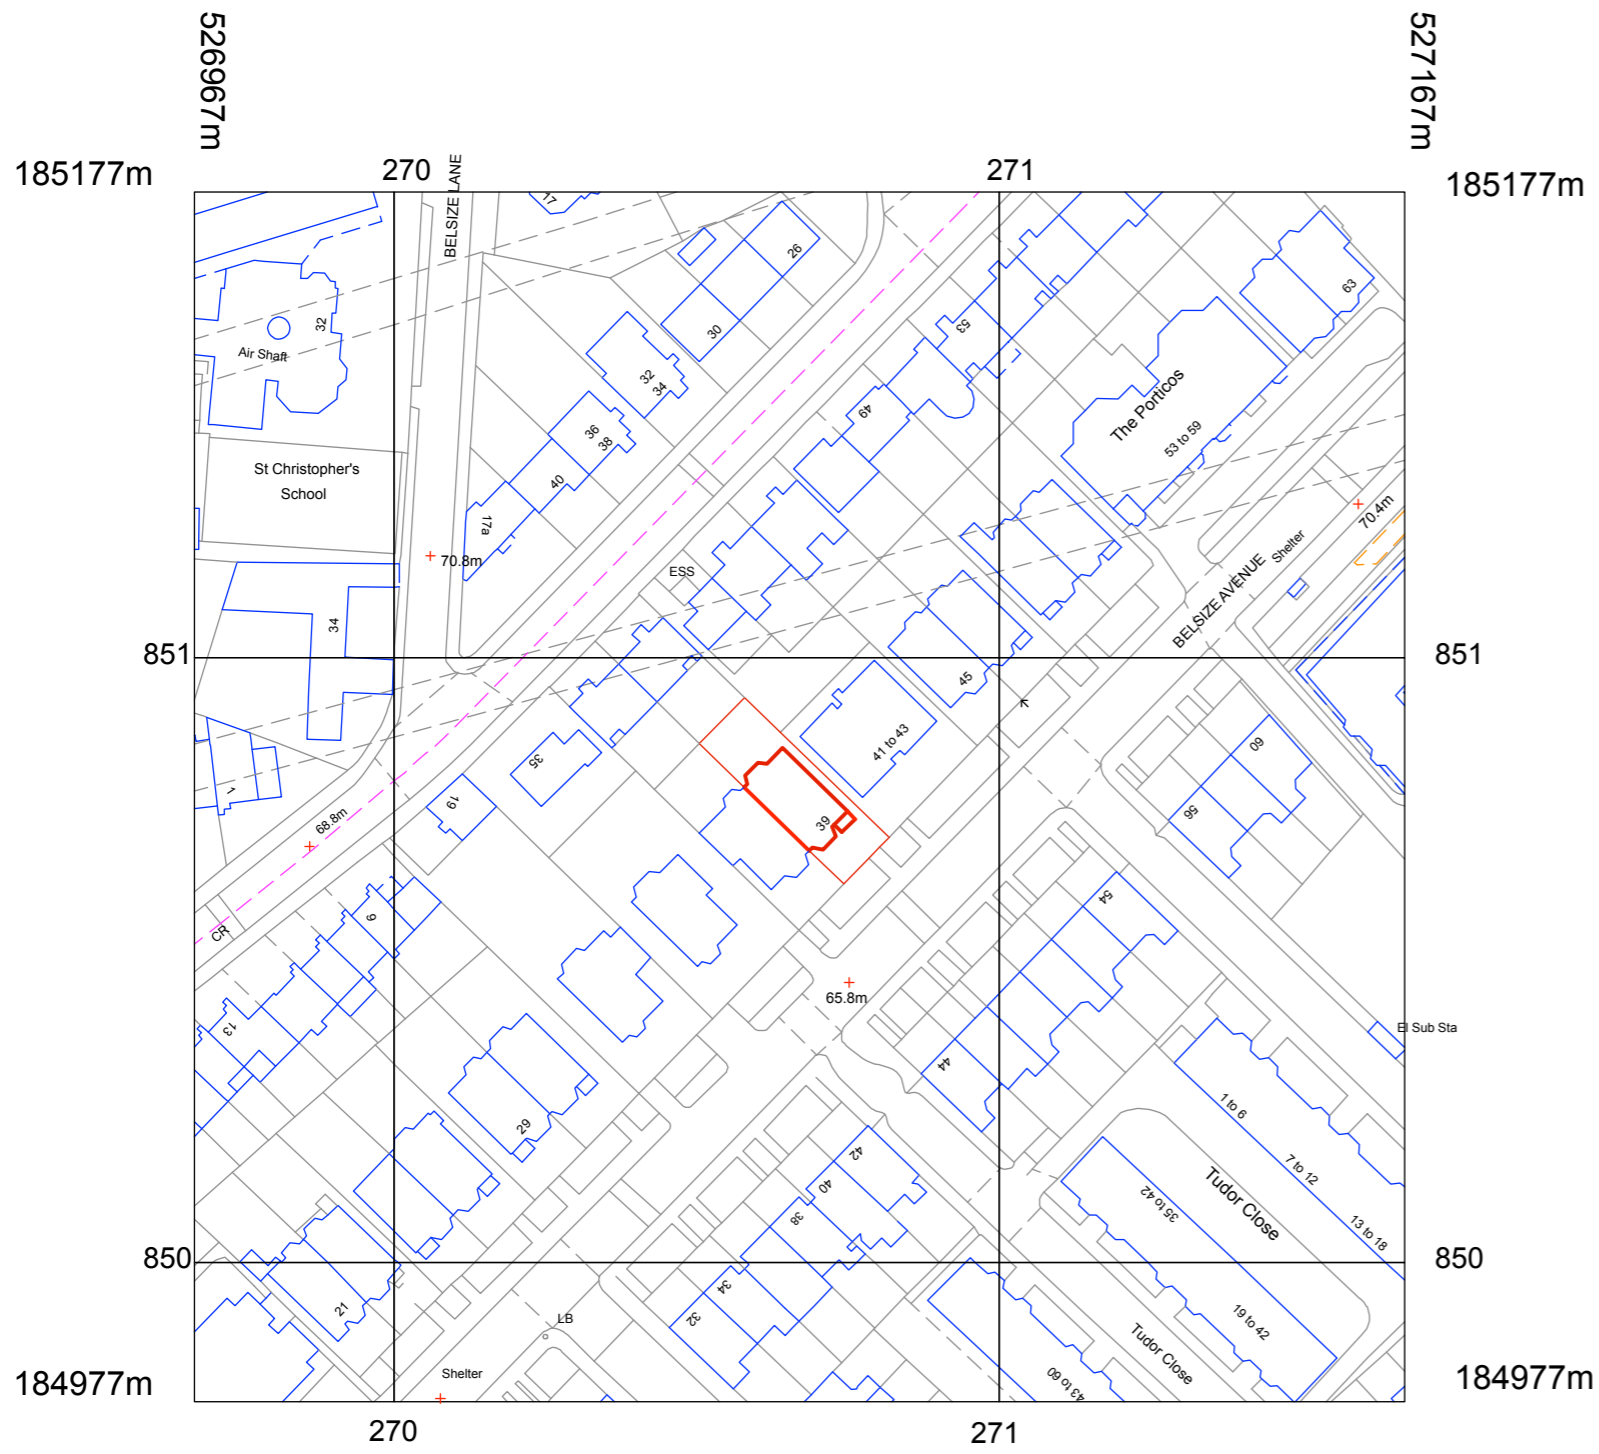 526967m
527167m
185177m
270
271
185177m
BELSIZE LANE
17
26
30
32
Air Shaft
32
34
36
38
40
17a
53
49
63
The Porticos
53 to 59
St Christopher's
School
70.8m
70.4m
Shelter
BELSIZE AVENUE
ESS
34
851
851
45
41 to 43
39
35
19
1
68.8m
CR
9
13
60
56
54
44
65.8m
El Sub Sta
29
21
42
40
38
34
32
1 to 6
7 to 12
13 to 18
Tudor Close
35 to 42
19 to 42
Tudor Close
43 to 60
850
850
LB
Shelter
184977m
184977m
270
271